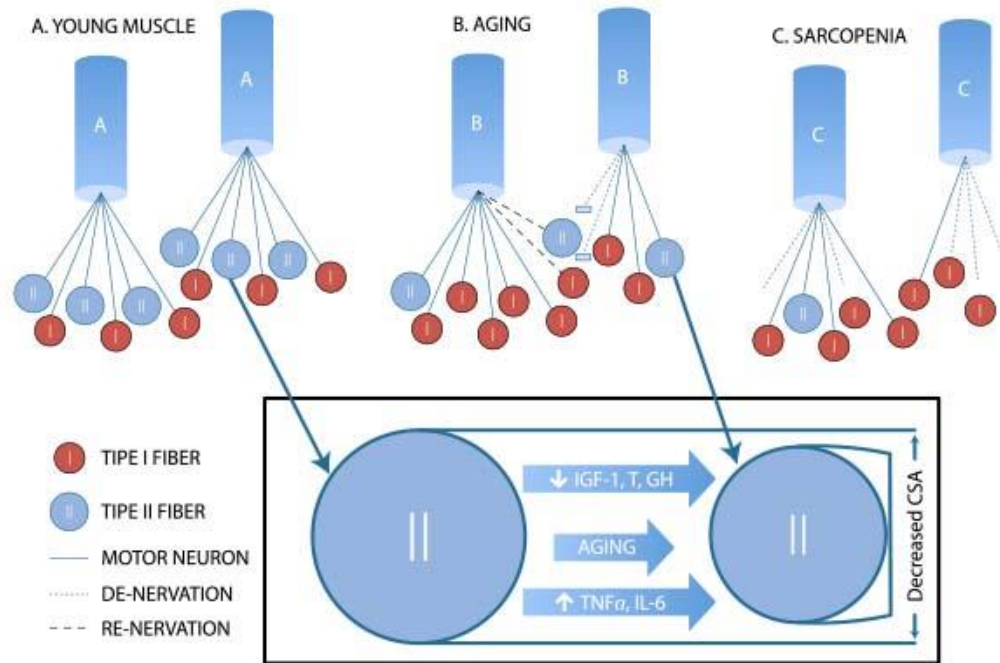 A. YOUNG MUSCLE
B. AGING
C. SARCOPENIA
A
A
B
B
C
C
II
II
II
I
I
I
II
II
II
I
I
I
II
I
I
I
I
I
II
I
I
I
II
I
II
I
I
I
I
I
I
TIPE I FIBER
I
TIPE II FIBER
II
MOTOR NEURON
DE-NERVATION
RE-NERVATION
II
↓ IGF-1, T, GH
AGING
↑ TNFα, IL-6
II
Decreased CSA